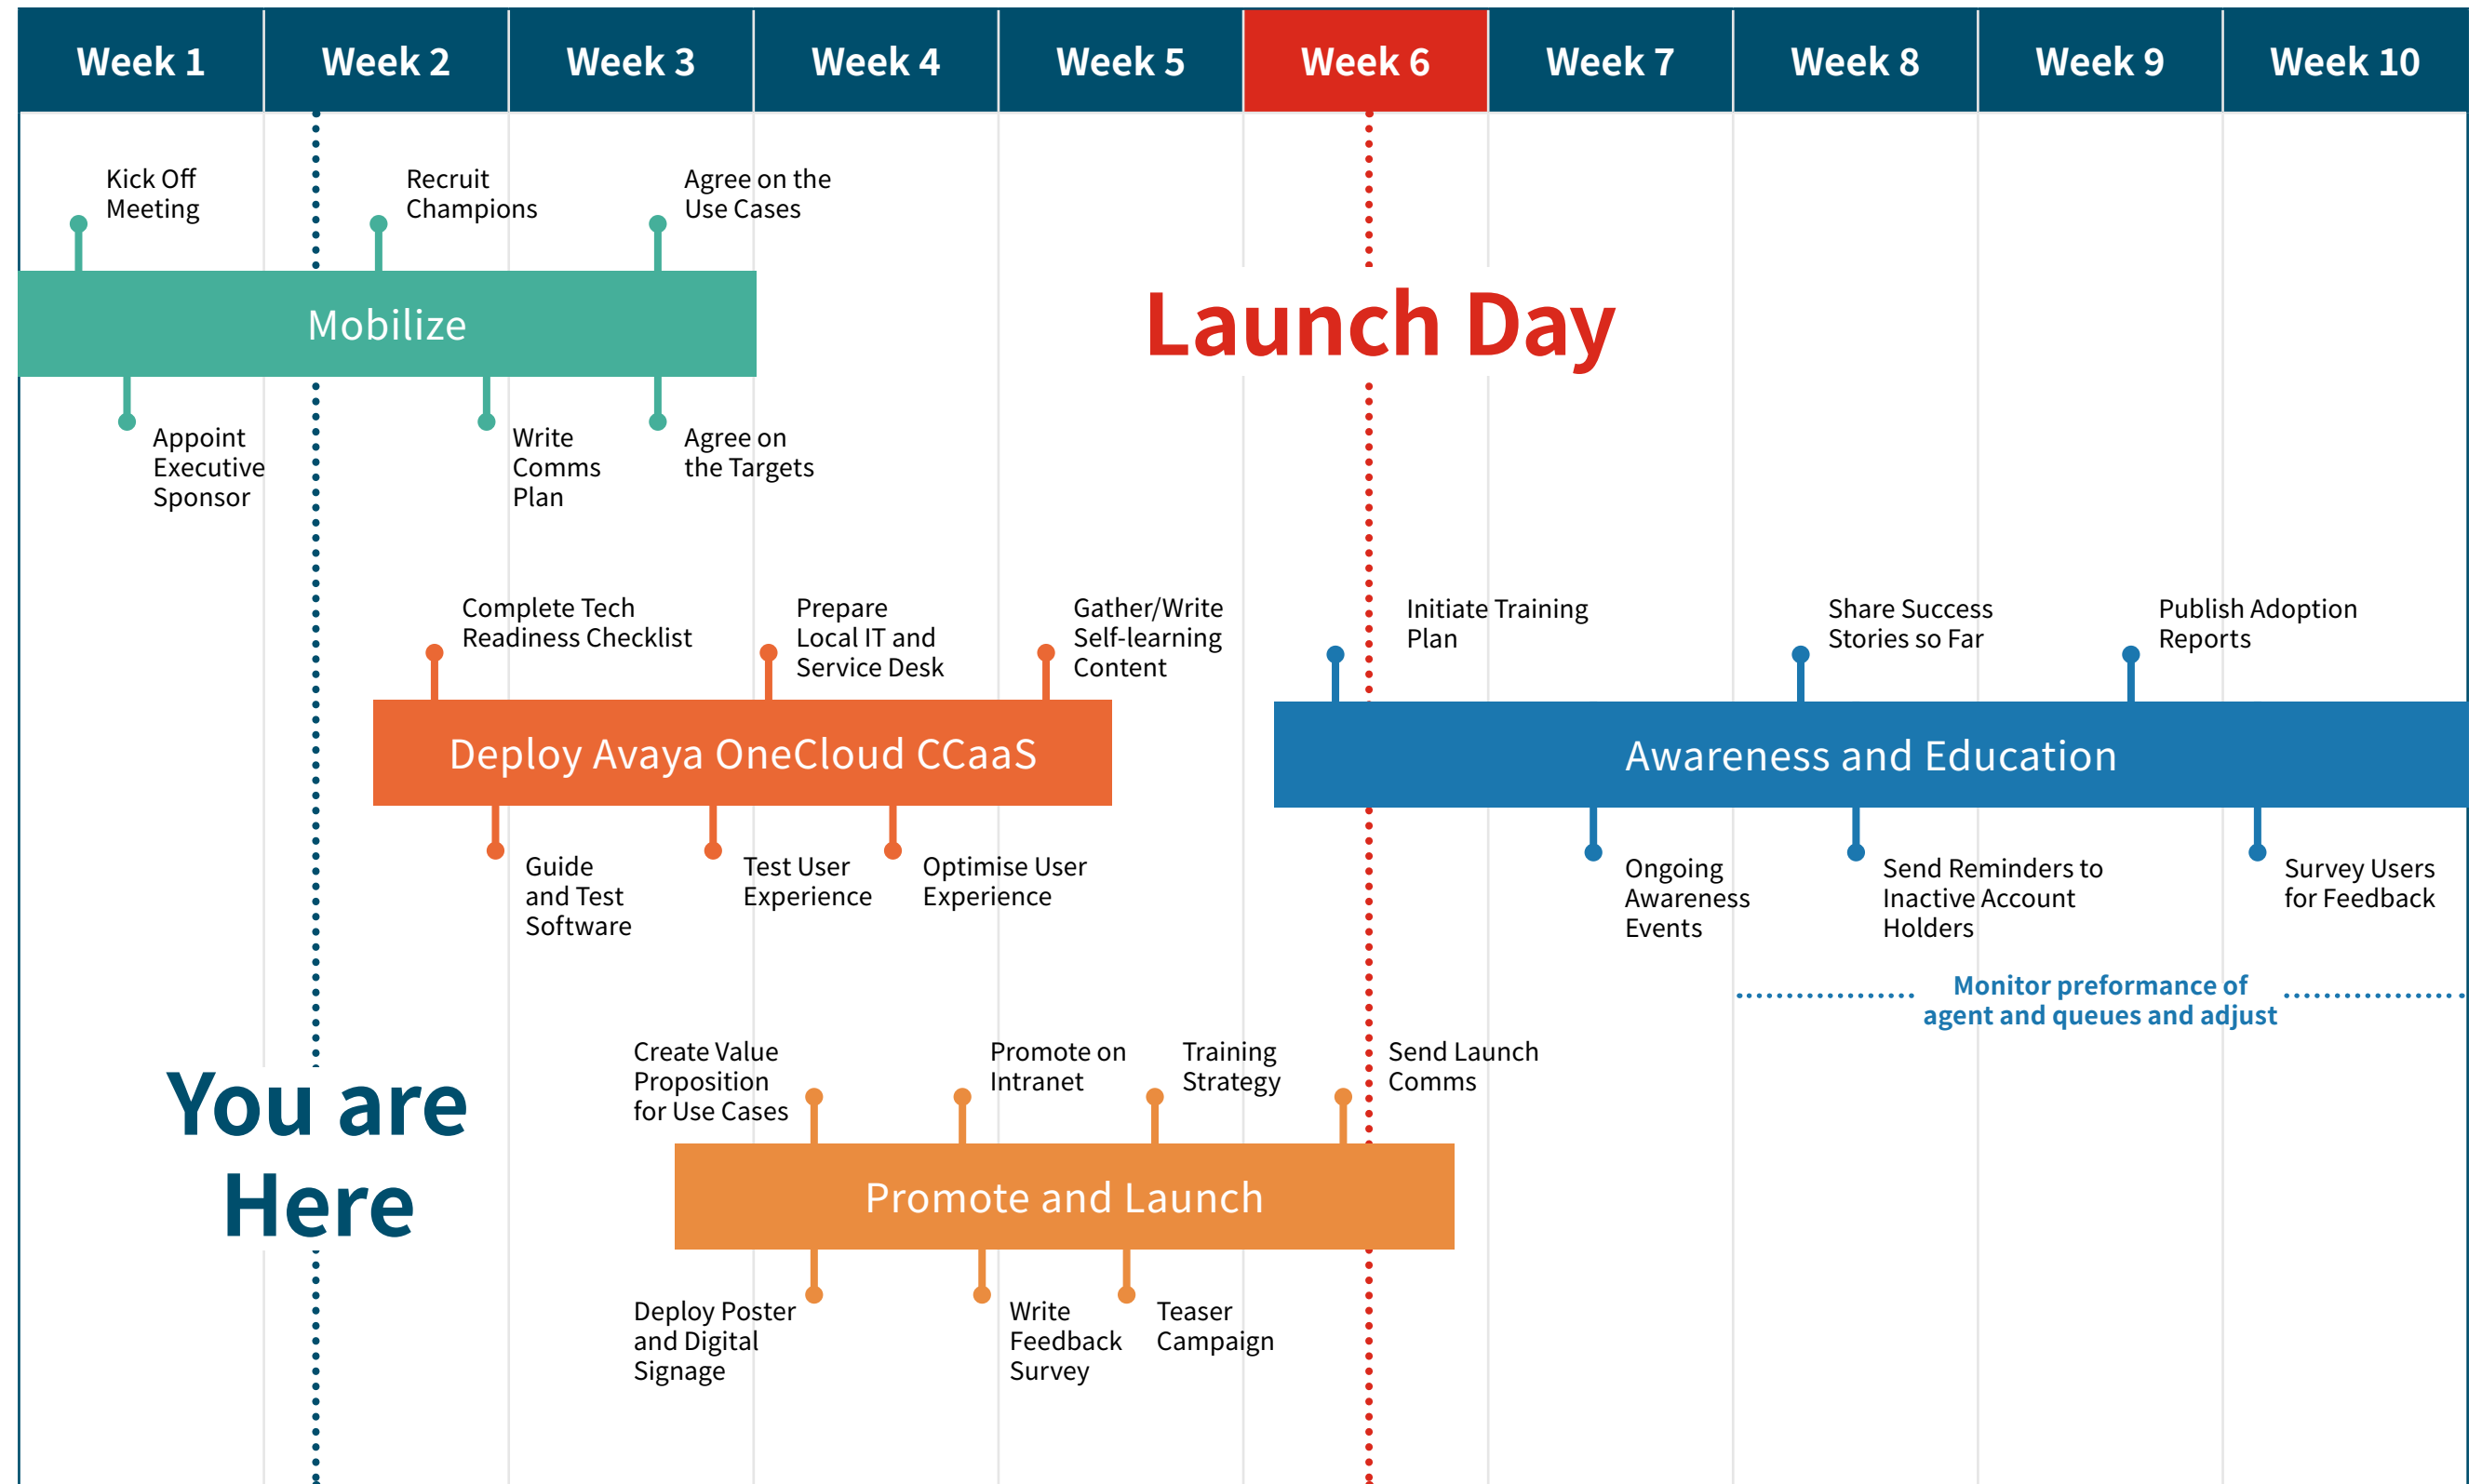 Week 1
Week 2
Week 3
Week 4
Week 5
Week 6
Week 7
Week 8
Week 9
Week 10
Kick Off
Meeting
Recruit
Champions
Agree on the
Use Cases
Mobilize
Launch Day
Appoint
Executive
Sponsor
Write
Comms
Plan
Agree on
the Targets
Complete Tech
Readiness Checklist
Prepare
Local IT and
Service Desk
Gather/Write
Self-learning
Content
Initiate Training
Plan
Share Success
Stories so Far
Publish Adoption
Reports
Deploy Avaya OneCloud CCaaS
Awareness and Education
Guide
and Test
Software
Test User
Experience
Optimise User
Experience
Ongoing
Awareness
Events
Send Reminders to
Inactive Account
Holders
Survey Users
for Feedback
Monitor preformance of
agent and queues and adjust
You are
Here
Create Value
Proposition
for Use Cases
Promote on
Intranet
Training
Strategy
Send Launch
Comms
Promote and Launch
Deploy Poster
and Digital
Signage
Write
Feedback
Survey
Teaser
Campaign